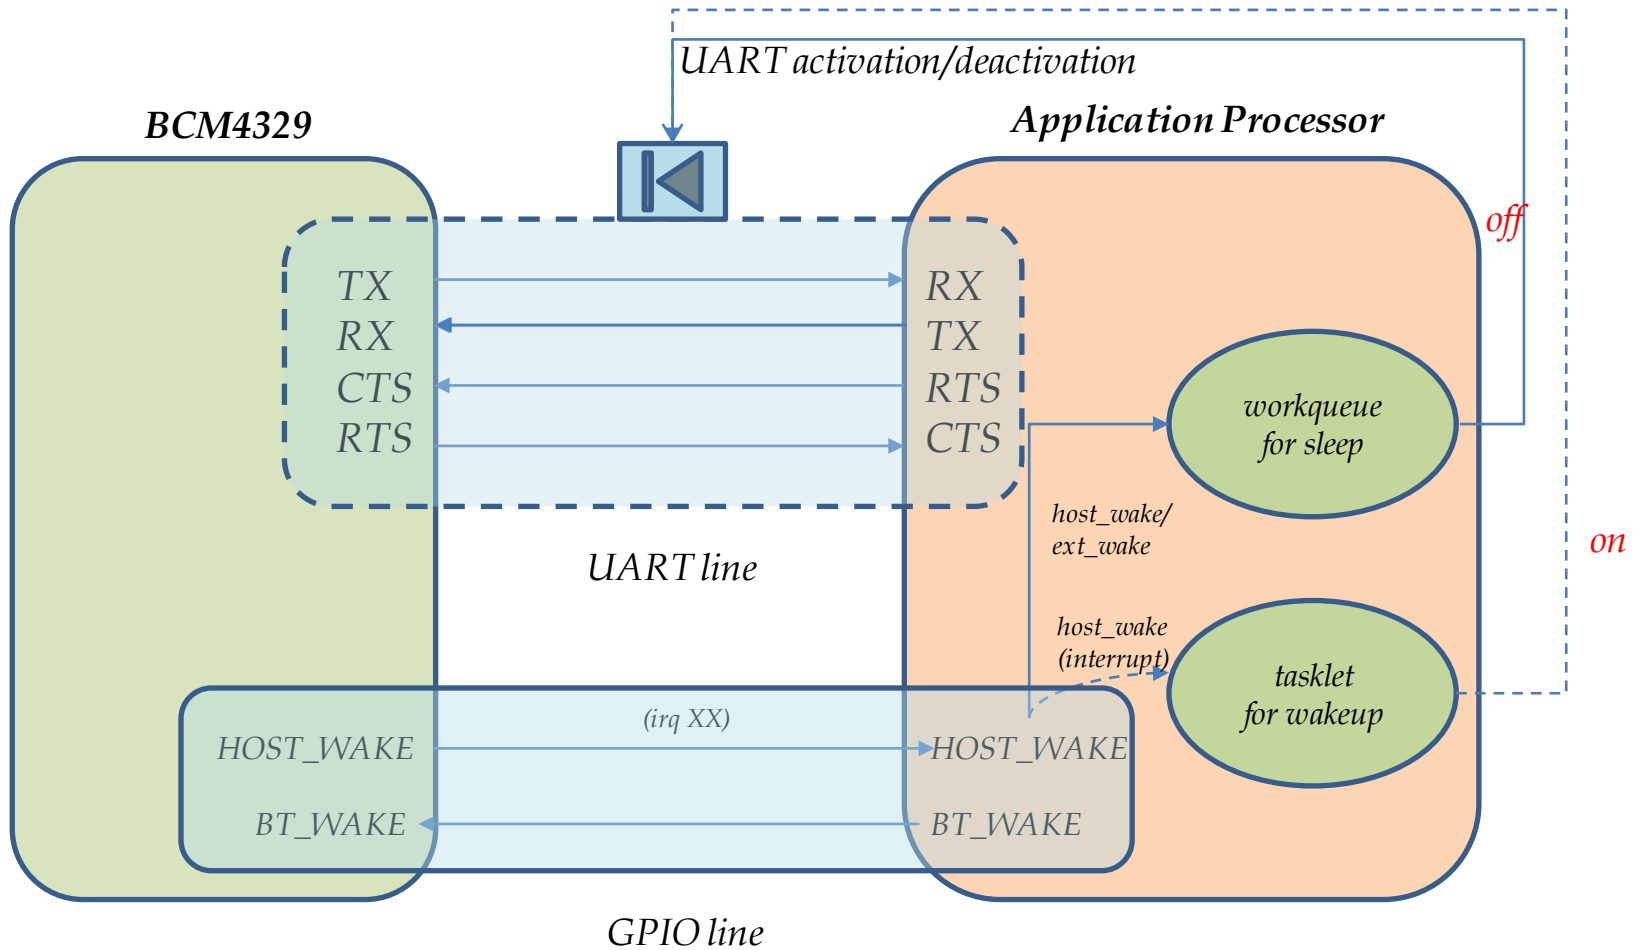 UART activation/deactivation
BCM4329
Application Processor
off
TX
RX
RX
TX
CTS
RTS
RTS
CTS
workqueue
for sleep
host_wake/
ext_wake
on
UART line
host_wake
(interrupt)
tasklet
for wakeup
(irq XX)
HOST_WAKE
HOST_WAKE
BT_WAKE
BT_WAKE
GPIO line